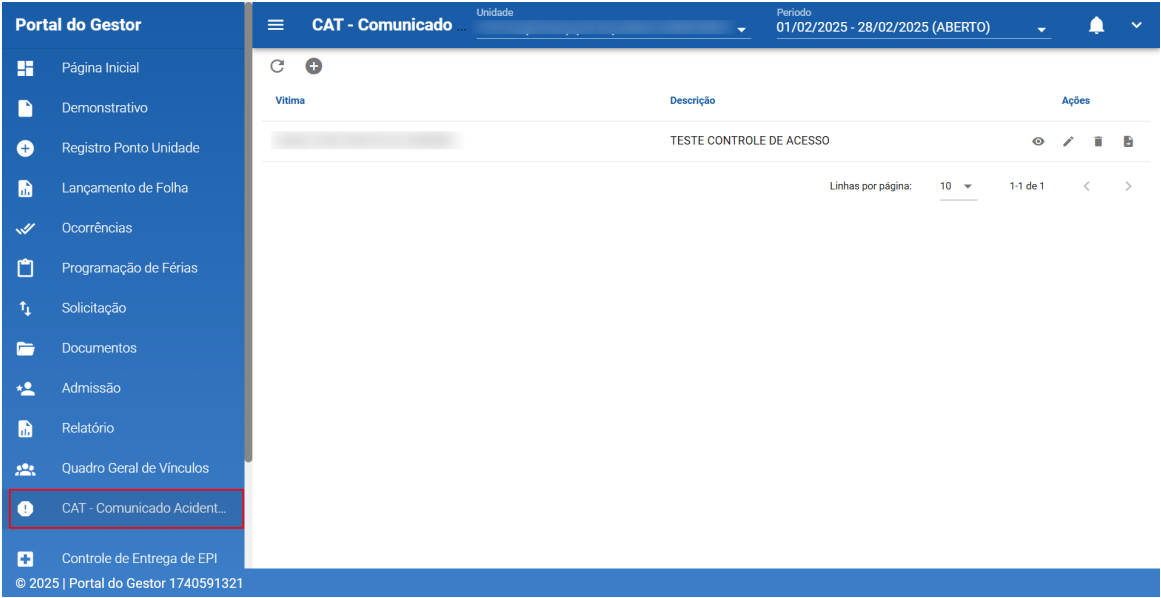 Portal do Gestor
Página Inicial
Demonstrativo
Registro Ponto Unidade
Lançamento de Folha
Ocorrências
Programação de Férias
Solicitação
Documentos
Admissão
Relatório
Quadro Geral de Vínculos
CAT - Comunicado Acident...
Controle de Entrega de EPI
© 2025 | Portal do Gestor 1740591321
CAT - Comunicado ...
Unidade
Periodo
01/02/2025 - 28/02/2025 (ABERTO)
Vitima Descrição Ações
TESTE CONTROLE DE ACESSO
Linhas por página: 10 1-1 de 1